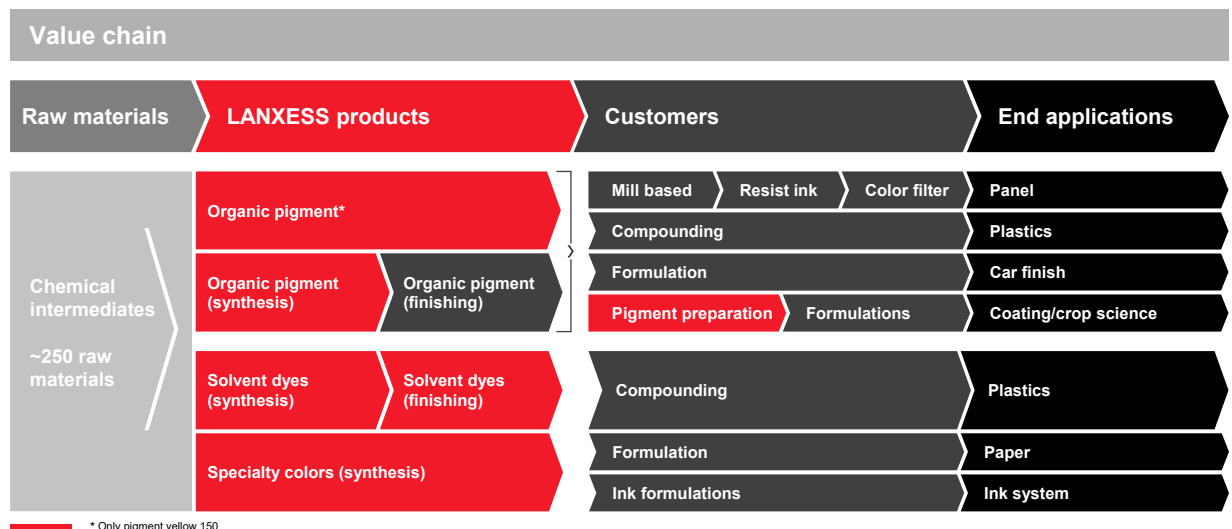 Value chain
Raw materials
LANXESS products
Customers
End applications
Chemical
intermediates
~250 raw
materials
Organic pigment*
Organic pigment
(synthesis)
Organic pigment
(finishing)
Mill based
Resist ink
Color filter
Panel
Compounding
Plastics
Formulation
Car finish
Pigment preparation
Formulations
Coating/crop science
Solvent dyes
(synthesis)
Solvent dyes
(finishing)
Compounding
Plastics
Specialty colors (synthesis)
Formulation
Paper
Ink formulations
Ink system
* Only pigment yellow 150